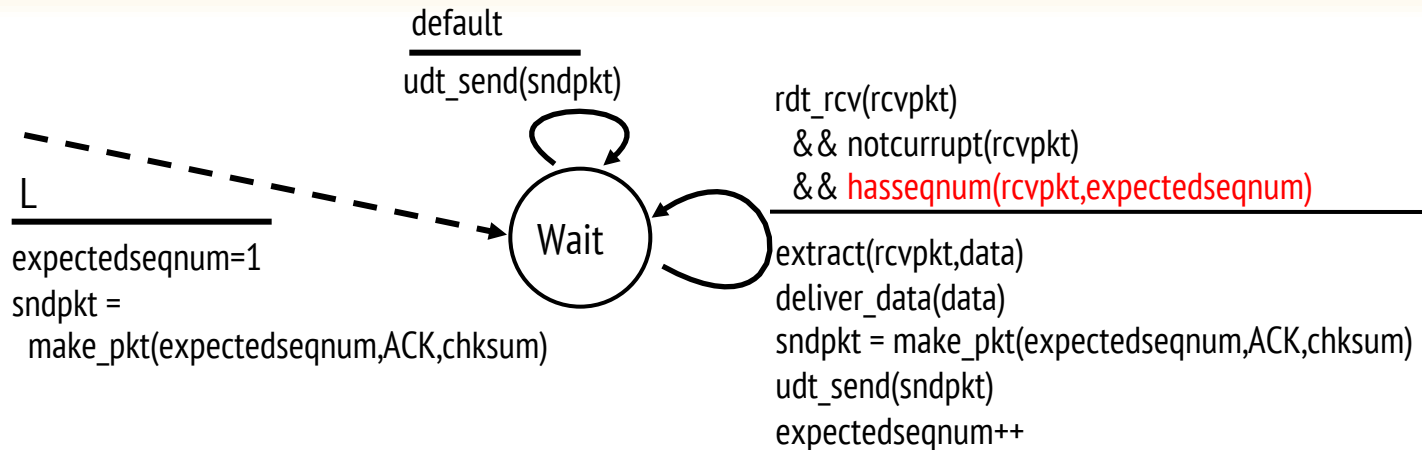 default
udt_send(sndpkt)
rdt_rcv(rcvpkt)
&& notcurrupt(rcvpkt)
&& hasseqnum(rcvpkt,expectedseqnum)
L
expectedseqnum=1
sndpkt =
make_pkt(expectedseqnum,ACK,chksum)
Wait
extract(rcvpkt,data)
deliver_data(data)
sndpkt = make_pkt(expectedseqnum,ACK,chksum)
udt_send(sndpkt)
expectedseqnum++